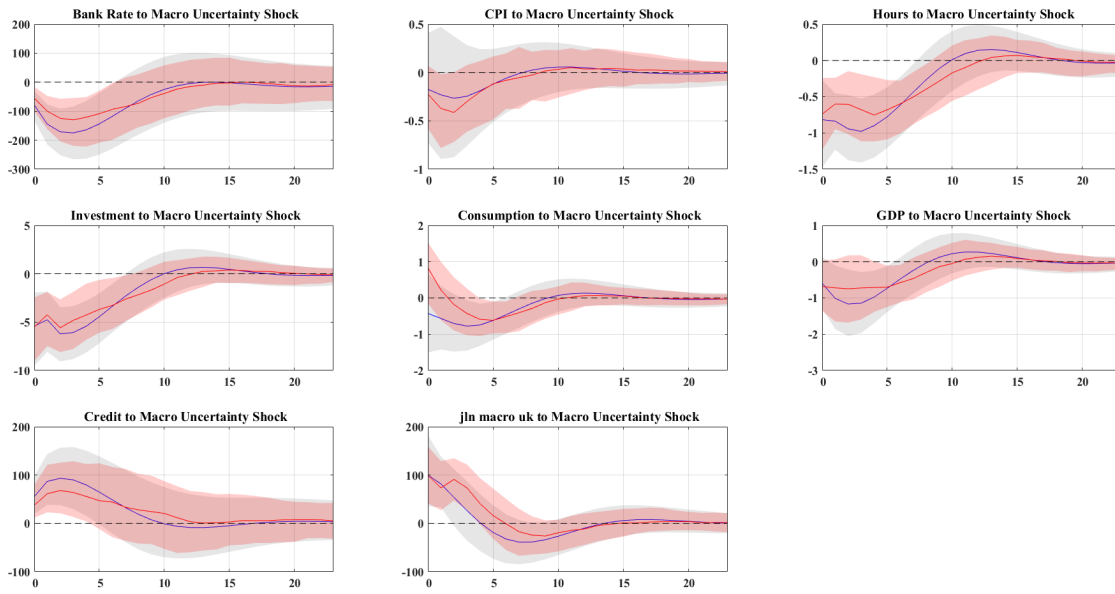 Bank Rate to Macro Uncertainty Shock
200
100
0
-100
-200
-300
0 5 10 15 20
CPI to Macro Uncertainty Shock
0.5
0
-0.5
-1
0 5 10 15 20
Hours to Macro Uncertainty Shock
0.5
0
-0.5
-1
-1.5
0 5 10 15 20
Investment to Macro Uncertainty Shock
5
0
-5
-10
0 5 10 15 20
Consumption to Macro Uncertainty Shock
2
1
0
-1
-2
0 5 10 15 20
GDP to Macro Uncertainty Shock
1
0
-1
-2
-3
0 5 10 15 20
Credit to Macro Uncertainty Shock
200
100
0
-100
0 5 10 15 20
jln macro uk to Macro Uncertainty Shock
200
100
0
-100
0 5 10 15 20